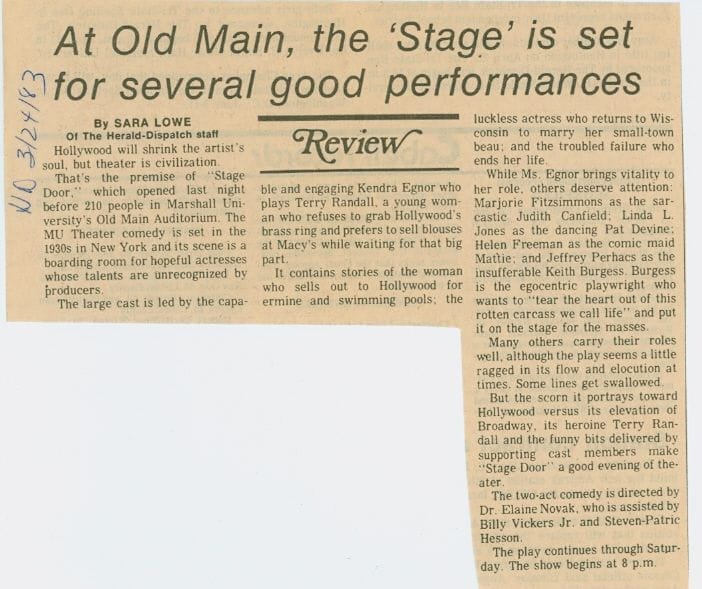 At Old Main, the 'Stage' is set
for several good performances
HD 3/24/83
By SARA LOWE
Of The Herald-Dispatch staff
Hollywood will shrink the artist's
soul, but theater is civilization.
That's the premise of "Stage
Door," which opened last night
before 210 people in Marshall Uni-
versity's Old Main Auditorium. The
MU Theater comedy is set in the
1930s in New York and its scene is a
boarding room for hopeful actresses
whose talents are unrecognized by
producers.
The large cast is led by the capa-
Review
ble and engaging Kendra Egnor who
plays Terry Randall, a young wom-
an who refuses to grab Hollywood's
brass ring and prefers to sell blouses
at Macy's while waiting for that big
part.
It contains stories of the woman
who sells out to Hollywood for
ermine and swimming pools; the
luckless actress who returns to Wis-
consin to marry her small-town
beau; and the troubled failure who
ends her life.
While Ms. Egnor brings vitality to
her role, others deserve attention:
Marjorie Fitzsimmons as the sar-
castic Judith Canfield; Linda L.
Jones as the dancing Pat Devine;
Helen Freeman as the comic maid
Mattie; and Jeffrey Perhacs as the
insufferable Keith Burgess. Burgess
is the egocentric playwright who
wants to "tear the heart out of this
rotten carcass we call life" and put
it on the stage for the masses.
Many others carry their roles
well, although the play seems a little
ragged in its flow and elocution at
times. Some lines get swallowed.
But the scorn it portrays toward
Hollywood versus its elevation of
Broadway, its heroine Terry Ran-
dall and the funny bits delivered by
supporting cast members make
"Stage Door" a good evening of the-
ater.
The two-act comedy is directed by
Dr. Elaine Novak, who is assisted by
Billy Vickers Jr. and Steven-Patric
Hesson.
The play continues through Satur-
day. The show begins at 8 p.m.